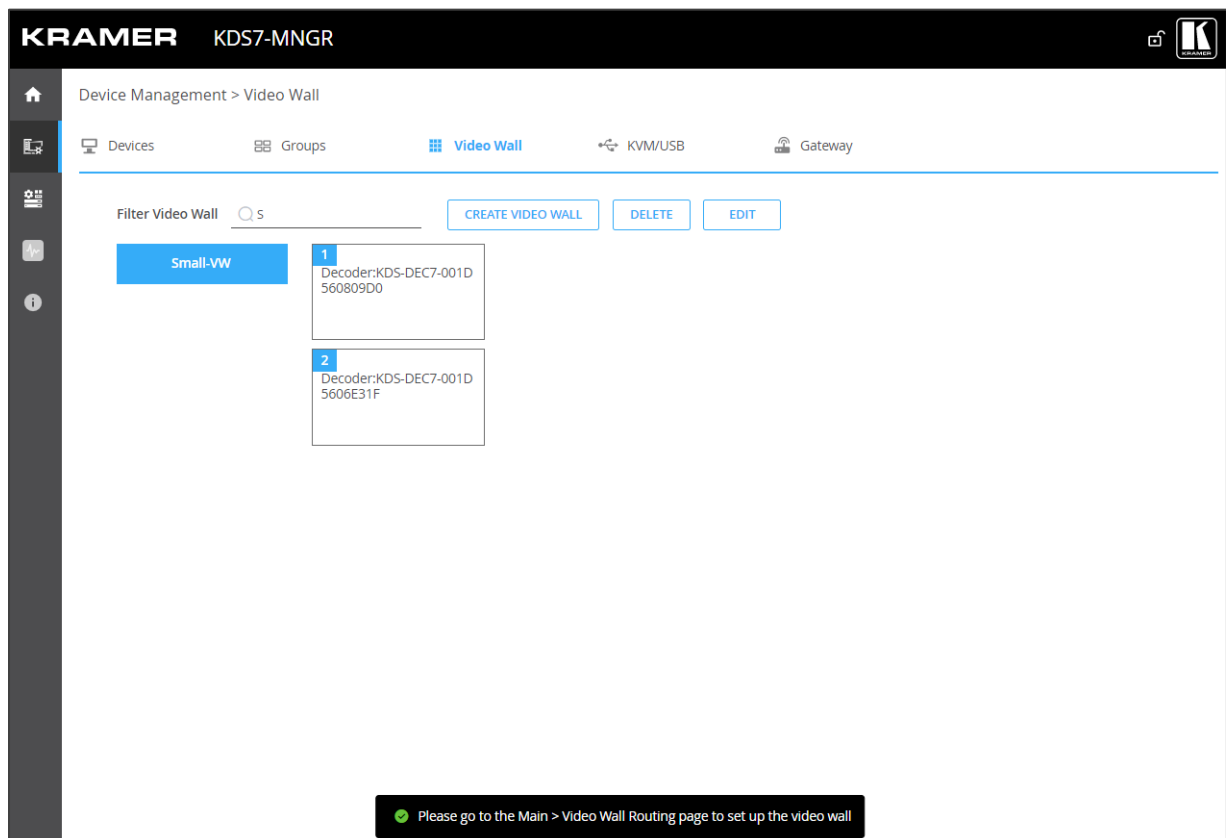 KRAMER KDS7-MNGR
KRAMER
Device Management > Video Wall
Devices Groups Video Wall KVM/USB Gateway
Filter Video Wall S CREATE VIDEO WALL DELETE EDIT
Small-VW
1
Decoder:KDS-DEC7-001D
560809D0
2
Decoder:KDS-DEC7-001D
5606E31F
Please go to the Main > Video Wall Routing page to set up the video wall